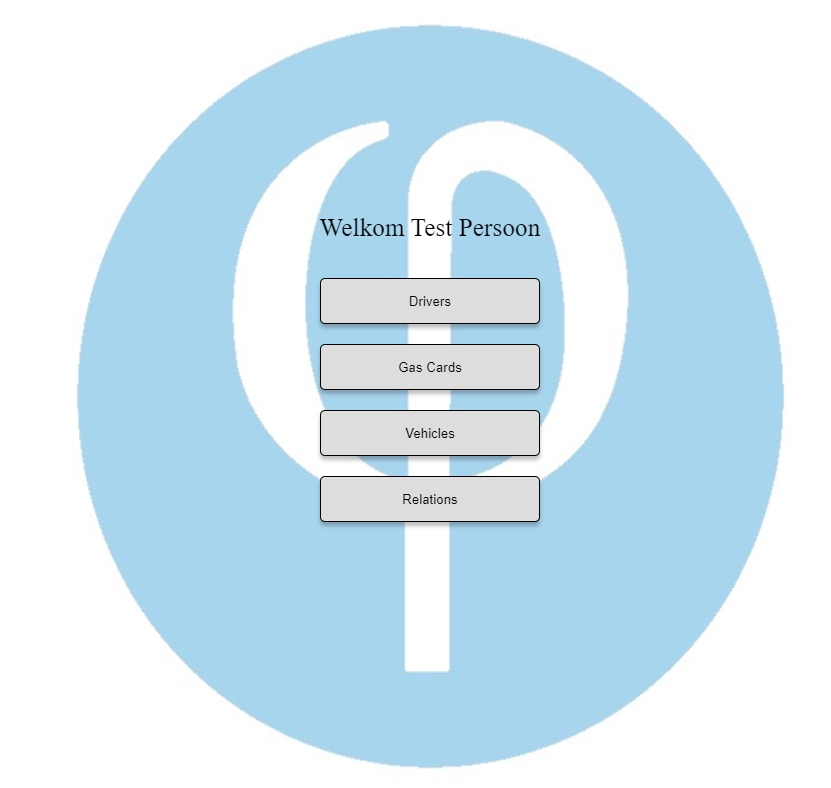 Welkom Test Persoon
Drivers
Gas Cards
Vehicles
Relations